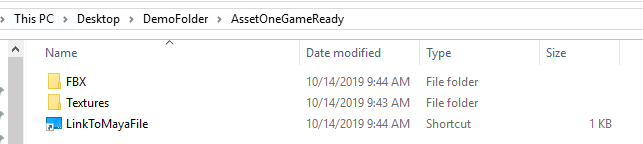 This PC > Desktop > DemoFolder > AssetOneGameReady
Name Date modified Type Size
FBX 10/14/2019 9:44 AM File folder
Textures 10/14/2019 9:43 AM File folder
LinkToMayaFile 10/14/2019 9:44 AM Shortcut 1 KB